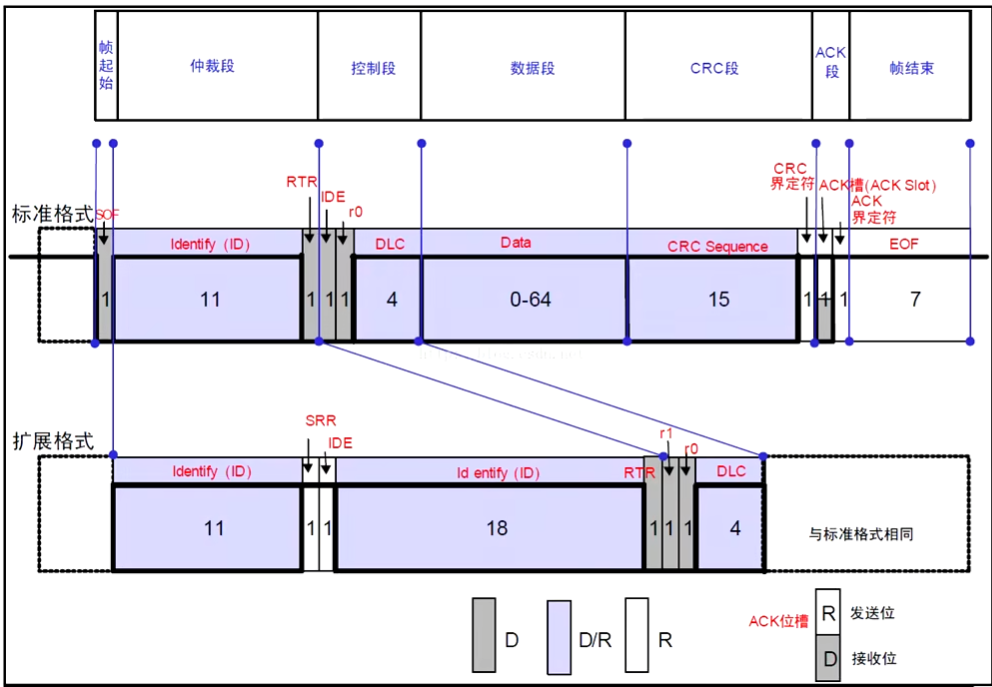 帧起始
仲裁段
控制段
数据段
CRC段
ACK段
帧结束
标准格式
SOF
Identify (ID)
RTR
IDE
r0
DLC
Data
CRC Sequence
CRC
界定符
ACK槽(ACK Slot)
ACK
界定符
EOF
1
11
1
1
1
4
0-64
15
1
1
1
7
扩展格式
Identify (ID)
SRR
IDE
Id entify (ID)
RTR
r1
r0
DLC
11
1
1
18
1
1
1
4
与标准格式相同
D
D/R
R
ACK位槽
R
发送位
D
接收位